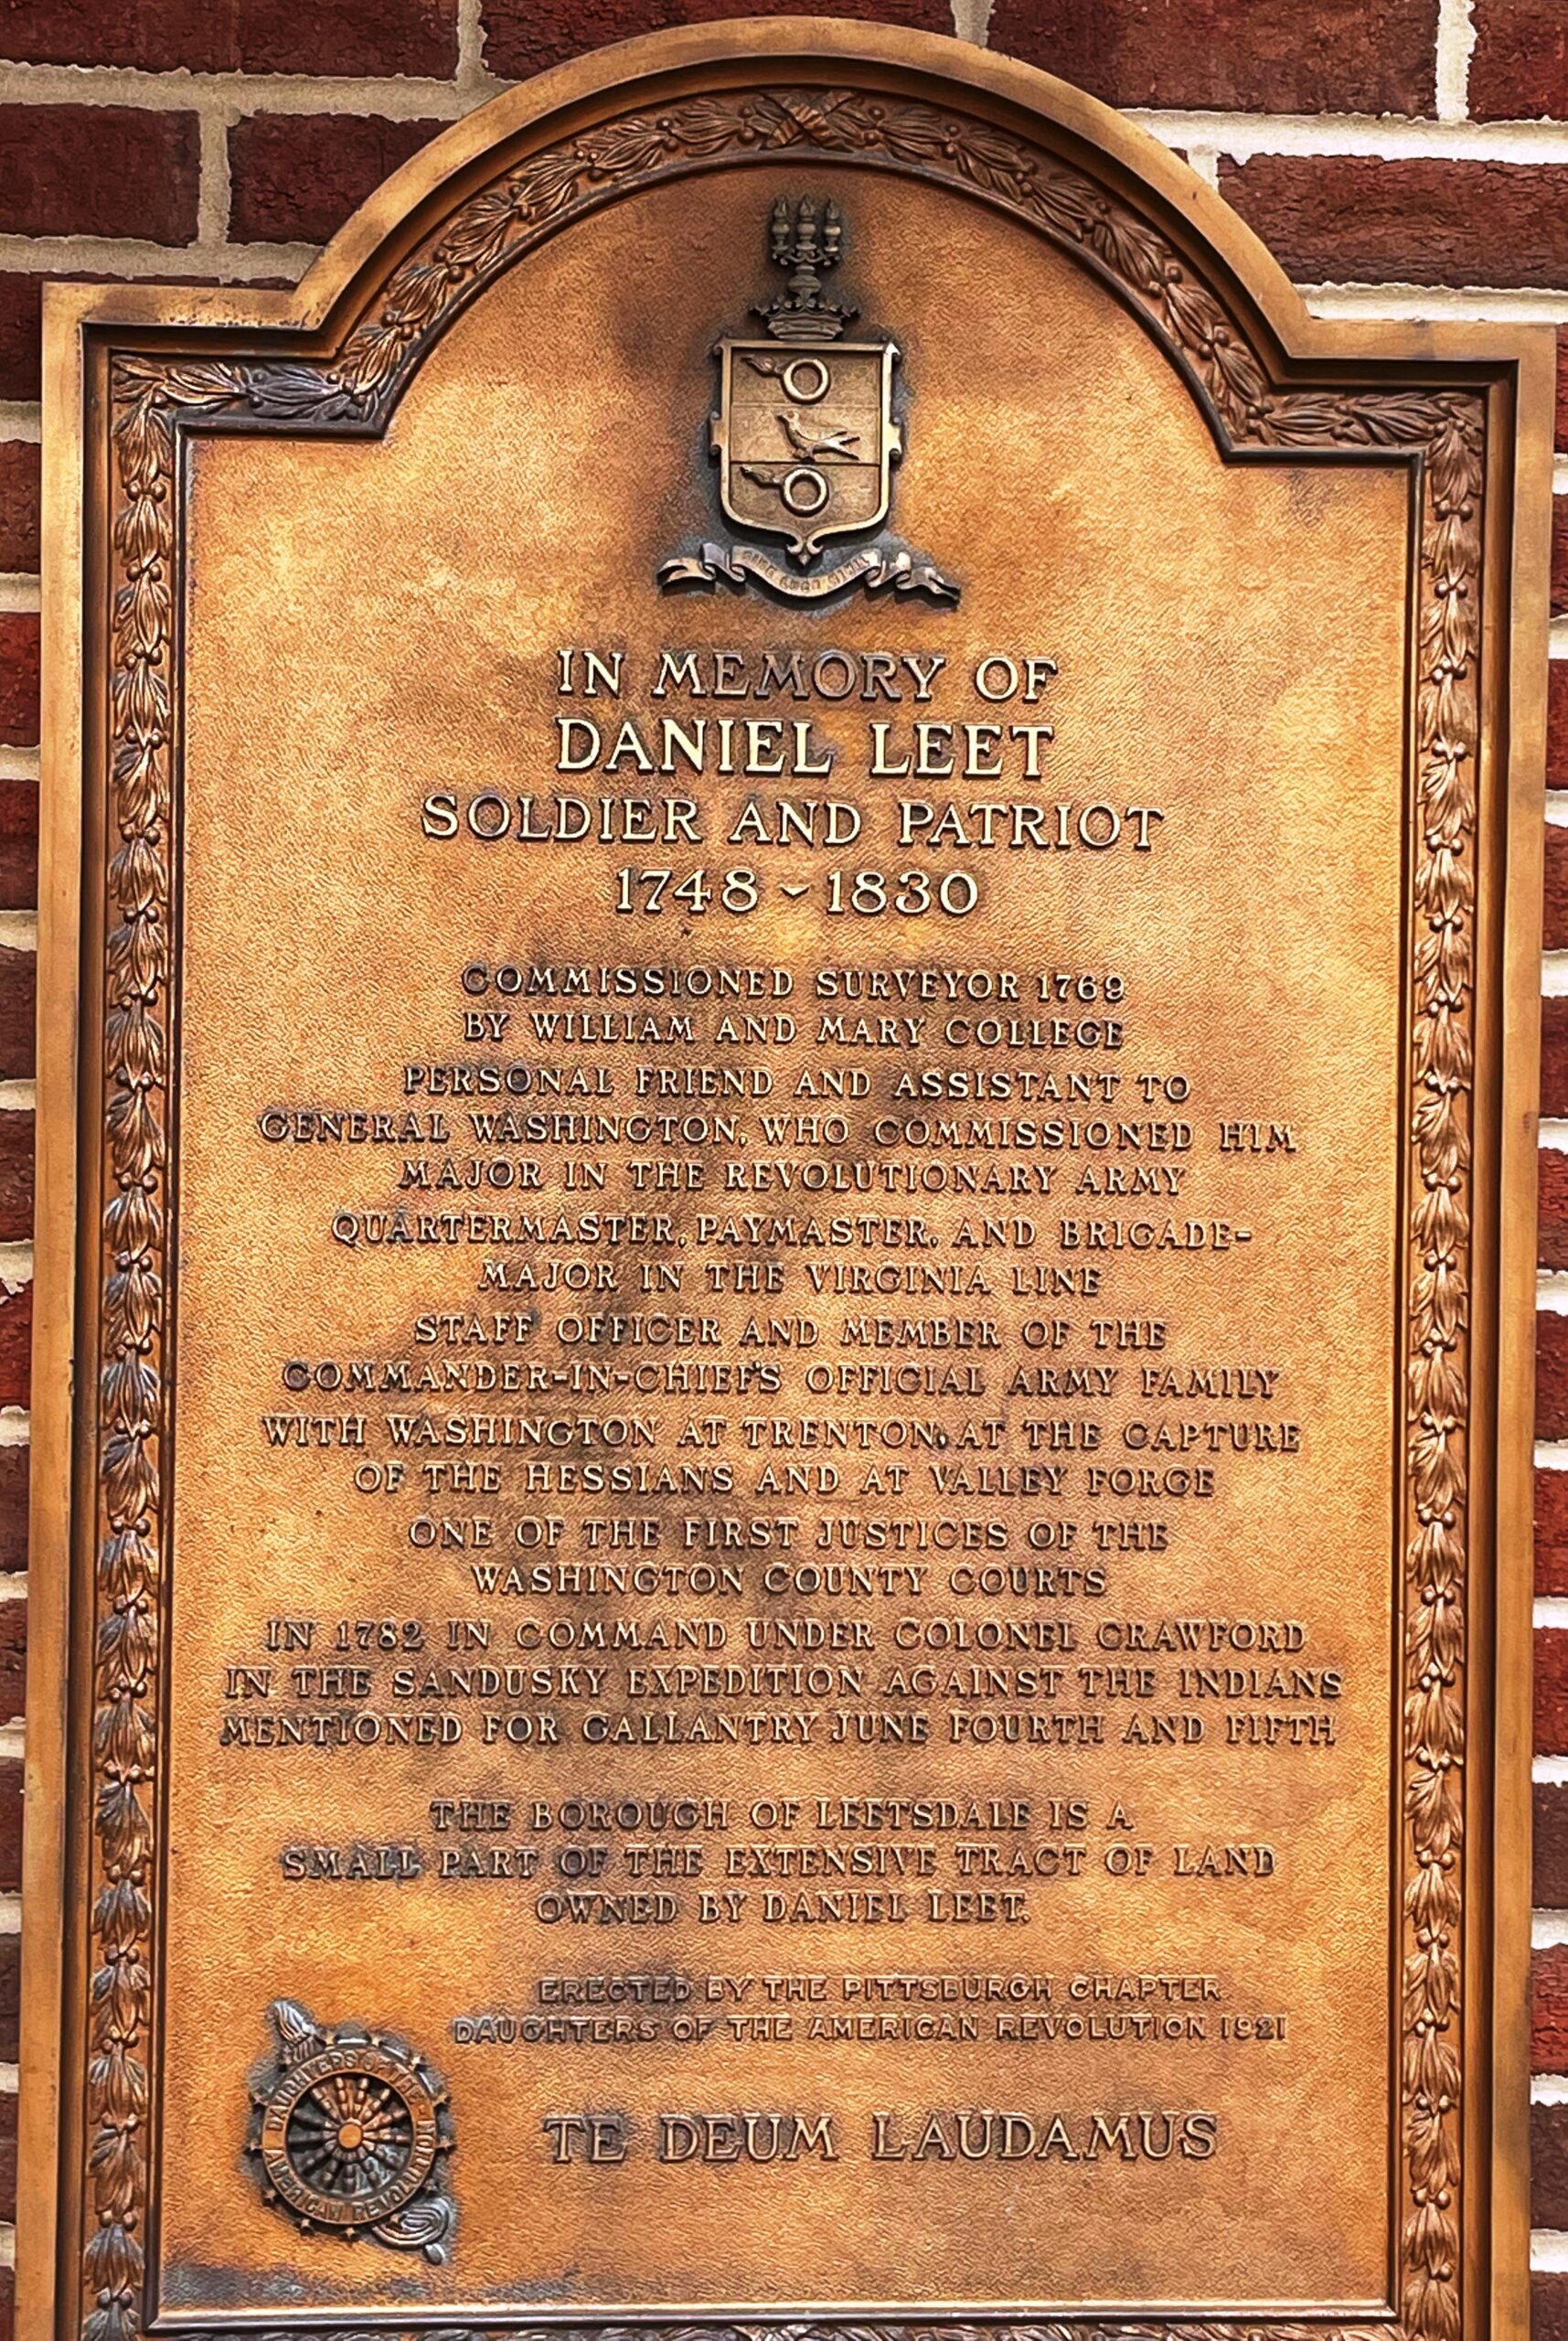 IN MEMORY OF
DANIEL LEET
SOLDIER AND PATRIOT
1748 - 1830
COMMISSIONED SURVEYOR 1769
BY WILLIAM AND MARY COLLEGE
PERSONAL FRIEND AND ASSISTANT TO
GENERAL WASHINGTON, WHO COMMISSIONED HIM
MAJOR IN THE REVOLUTIONARY ARMY
QUARTERMASTER, PAYMASTER, AND BRIGADE-
MAJOR IN THE VIRGINIA LINE
STAFF OFFICER AND MEMBER OF THE
COMMANDER-IN-CHIEF'S OFFICIAL ARMY FAMILY
WITH WASHINGTON AT TRENTON, AT THE CAPTURE
OF THE HESSIANS AND AT VALLEY FORGE
ONE OF THE FIRST JUSTICES OF THE
WASHINGTON COUNTY COURTS
IN 1782 IN COMMAND UNDER COLONEL CRAWFORD
IN THE SANDUSKY EXPEDITION AGAINST THE INDIANS
MENTIONED FOR GALLANTRY JUNE FOURTH AND FIFTH
THE BOROUGH OF LEETSDALE IS A
SMALL PART OF THE EXTENSIVE TRACT OF LAND
OWNED BY DANIEL LEET.
ERECTED BY THE PITTSBURGH CHAPTER
DAUGHTERS OF THE AMERICAN REVOLUTION 1921
DAUGHTERS OF THE
AMERICAN REVOLUTION
TE DEUM LAUDAMUS